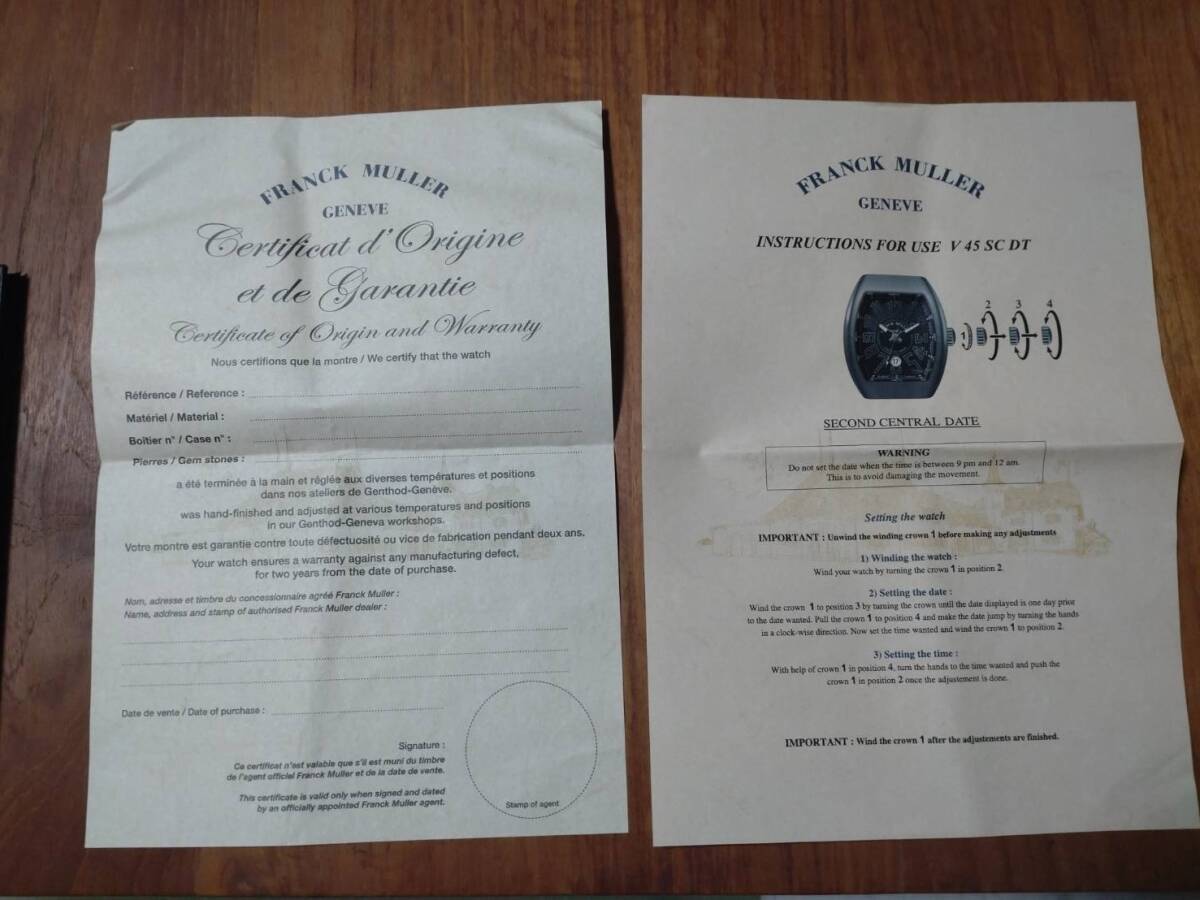 FRANCK MULLER
GENEVE
Certificat d'Origine
et de Garantie
Certificate of Origin and Warranty
Nous certifions que la montre / We certify that the watch
Référence / Reference :
Matériel / Material :
Boîtier n° / Case n° :
Pierres / Gem stones :
a été terminée à la main et réglée aux diverses températures et positions
dans nos ateliers de Genthod-Genève.
was hand-finished and adjusted at various temperatures and positions
in our Genthod-Geneva workshops.
Votre montre est garantie contre toute défectuosité ou vice de fabrication pendant deux ans.
Your watch ensures a warranty against any manufacturing defect,
for two years from the date of purchase.
Nom, adresse et timbre du concessionnaire agréé Franck Muller :
Name, address and stamp of authorised Franck Muller dealer :
Date de vente / Date of purchase :
Signature :
Ce certificat n'est valable que s'il est muni du timbre
de l'agent officiel Franck Muller et de la date de vente.
This certificate is valid only when signed and dated
by an officially appointed Franck Muller agent.
Stamp of agent
FRANCK MULLER
GENEVE
INSTRUCTIONS FOR USE V 45 SC DT
1 2 3 4
17
SECOND CENTRAL DATE
WARNING
Do not set the date when the time is between 9 pm and 12 am.
This is to avoid damaging the movement.
Setting the watch
IMPORTANT : Unwind the winding crown 1 before making any adjustments
1) Winding the watch :
Wind your watch by turning the crown 1 in position 2.
2) Setting the date :
Wind the crown 1 to position 3 by turning the crown until the date displayed is one day prior
to the date wanted. Pull the crown 1 to position 4 and make the date jump by turning the hands
in a clock-wise direction. Now set the time wanted and wind the crown 1 to position 2.
3) Setting the time :
With help of crown 1 in position 4, turn the hands to the time wanted and push the
crown 1 in position 2 once the adjustement is done.
IMPORTANT : Wind the crown 1 after the adjustements are finished.